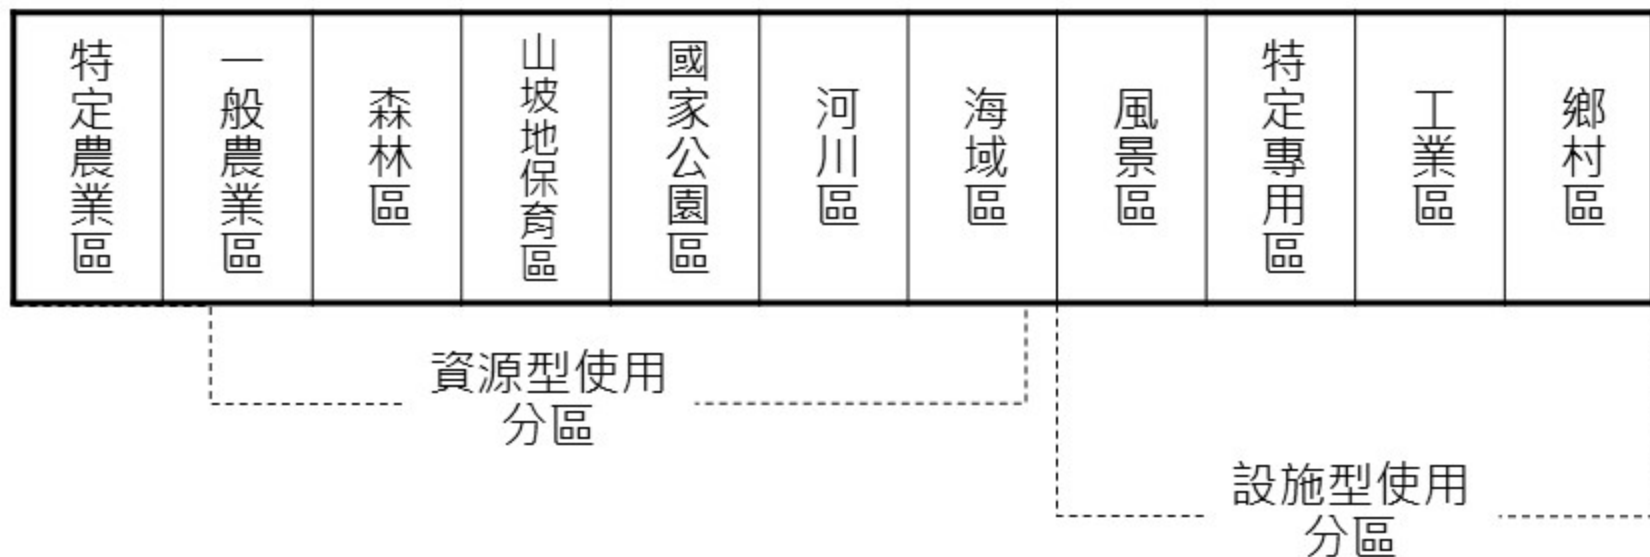 特定農業區
一般農業區
森林區
山坡地保育區
國家公園區
河川區
海域區
風景區
特定專用區
工業區
鄉村區
資源型使用
分區
設施型使用
分區